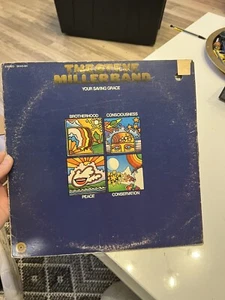 THE STEVE
MILLER BAND
YOUR SAVING GRACE
BROTHERHOOD
CONSCIOUSNESS
PEACE
CONSERVATION